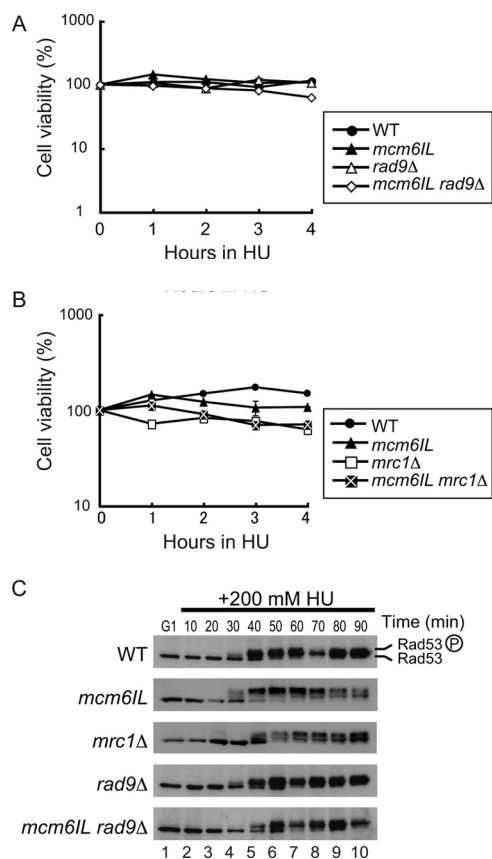 A
1000
100
10
1
Cell viability (%)
0 1 2 3 4
Hours in HU
WT
mcm6IL
rad9Δ
mcm6IL rad9Δ
B
1000
100
10
Cell viability (%)
0 1 2 3 4
Hours in HU
WT
mcm6IL
mrc1Δ
mcm6IL mrc1Δ
C
+200 mM HU
G1 10 20 30 40 50 60 70 80 90 Time (min)
WT
Rad53 Ⓟ
Rad53
mcm6IL
mrc1Δ
rad9Δ
mcm6IL rad9Δ
1 2 3 4 5 6 7 8 9 10